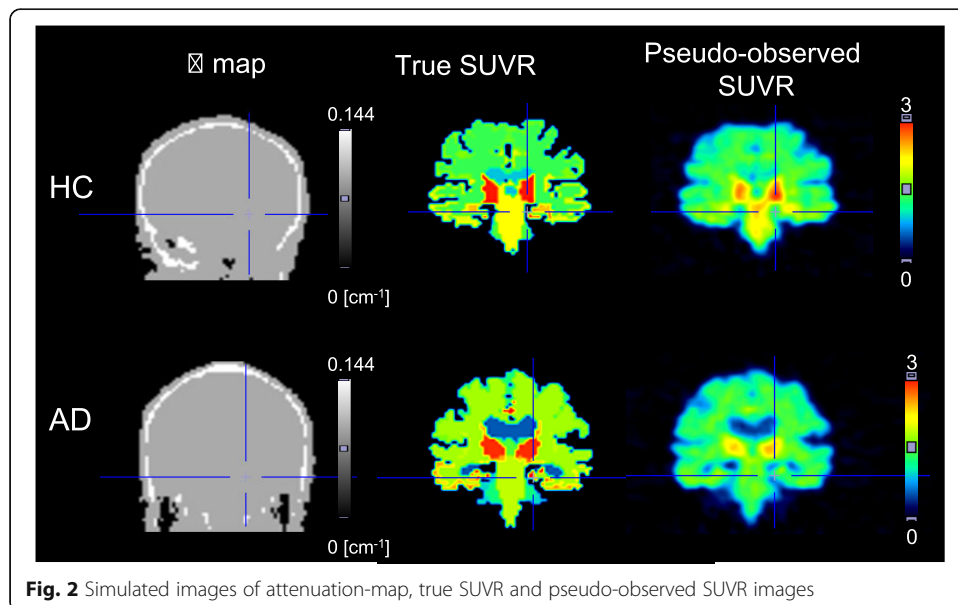 ⊠ map
True SUVR
Pseudo-observed
SUVR
HC
0.144
0 [cm⁻¹]
3
0
AD
0.144
0 [cm⁻¹]
3
0
Fig. 2 Simulated images of attenuation-map, true SUVR and pseudo-observed SUVR images